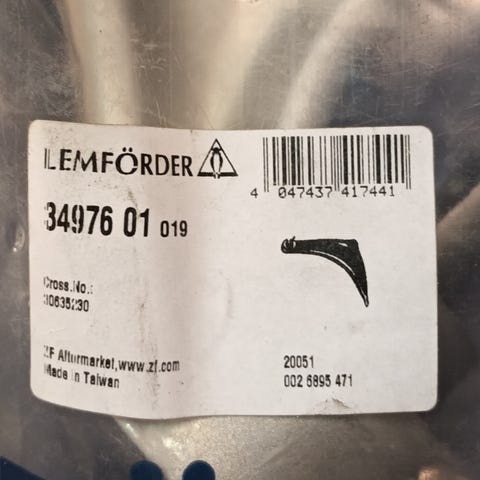 LEMFÖRDER
4 047437 417441
34976 01 019
Cross.No.:
30635230
ZF Aftermarket,www.zf.com
Made in Taiwan
20051
002 6895 471